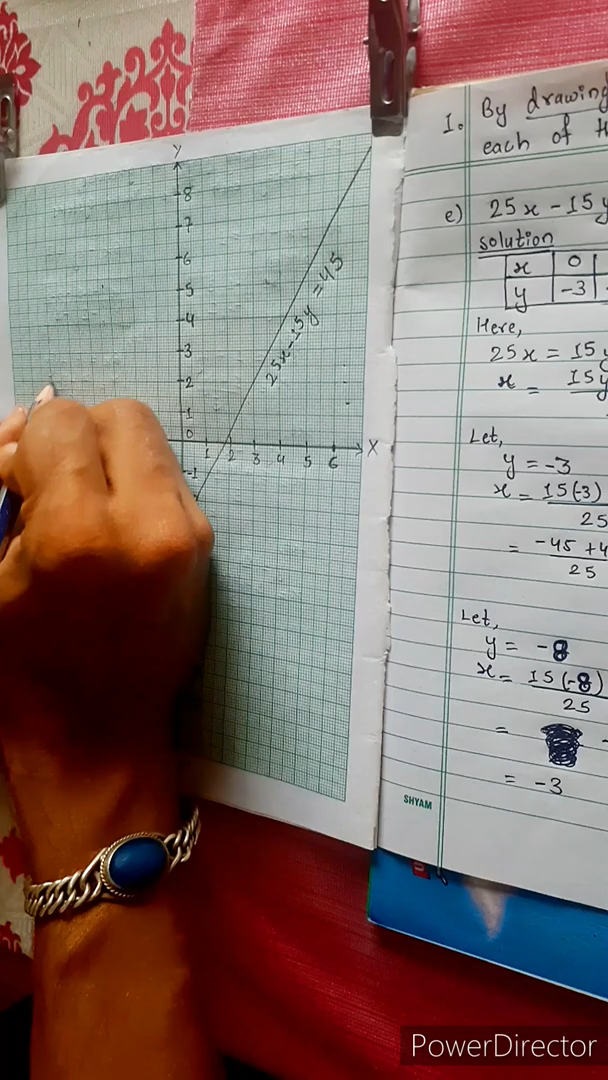 Y
8
7
6
5
4
3
2
1
0
1 2 3 4 5 6 X
-1
25x-15y=45
1. By drawing
each of
e) 25x-15y
solution
x 0
y -3
Here,
25x = 15y
x = 15y
Let,
y = -3
x = 15(-3)
25
= -45+4
25
Let,
y = -8
x = 15(-8)
25
=
= -3
SHYAM
PowerDirector